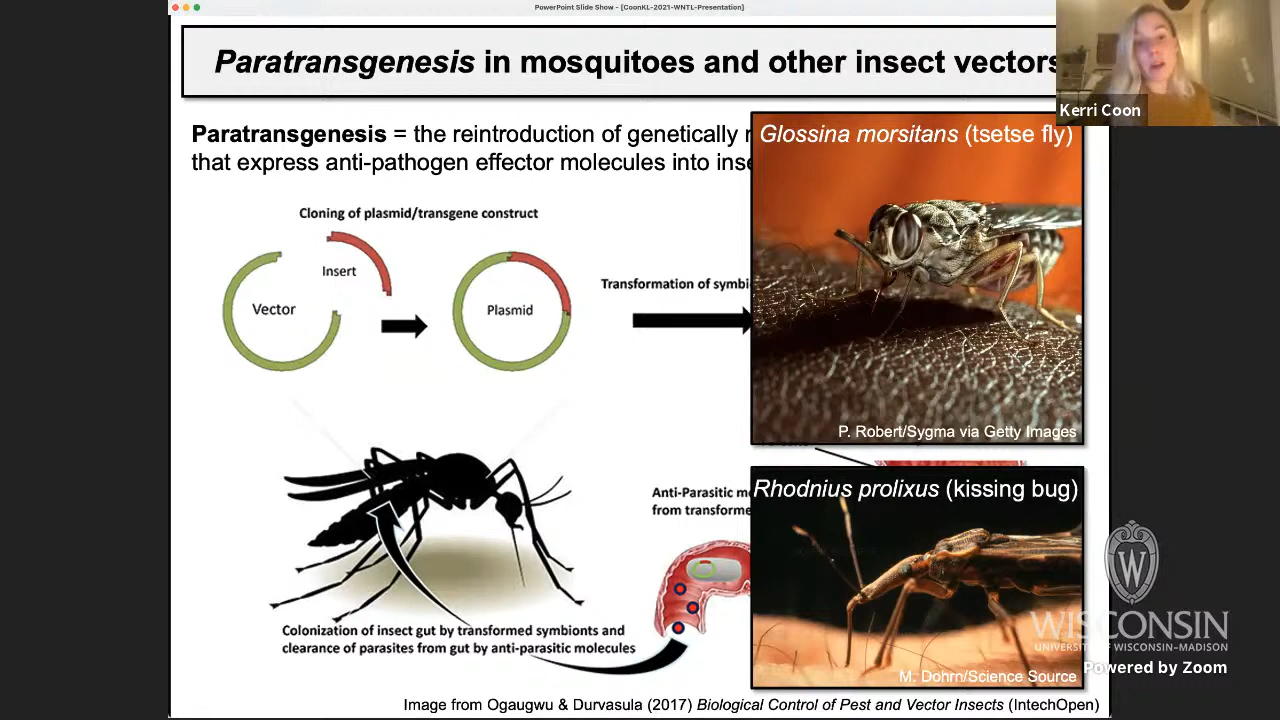 PowerPoint Slide Show - [CoonKL-2021-WNTL-Presentation]
Paratransgenesis in mosquitoes and other insect vectors
Kerri Coon
Paratransgenesis = the reintroduction of genetically
that express anti-pathogen effector molecules into
Glossina morsitans (tsetse fly)
Cloning of plasmid/transgene construct
Insert
Vector
Plasmid
Transformation of
P. Robert/Sygma via Getty Images
Rhodnius prolixus (kissing bug)
Anti-Parasitic
from
Colonization of insect gut by transformed symbionts and
clearance of parasites from gut by anti-parasitic molecules
M. Dohrn/Science Source
W
WISCONSIN
UNIVERSITY OF WISCONSIN–MADISON
Powered by Zoom
Image from Ogaugwu & Durvasula (2017) Biological Control of Pest and Vector Insects (IntechOpen)